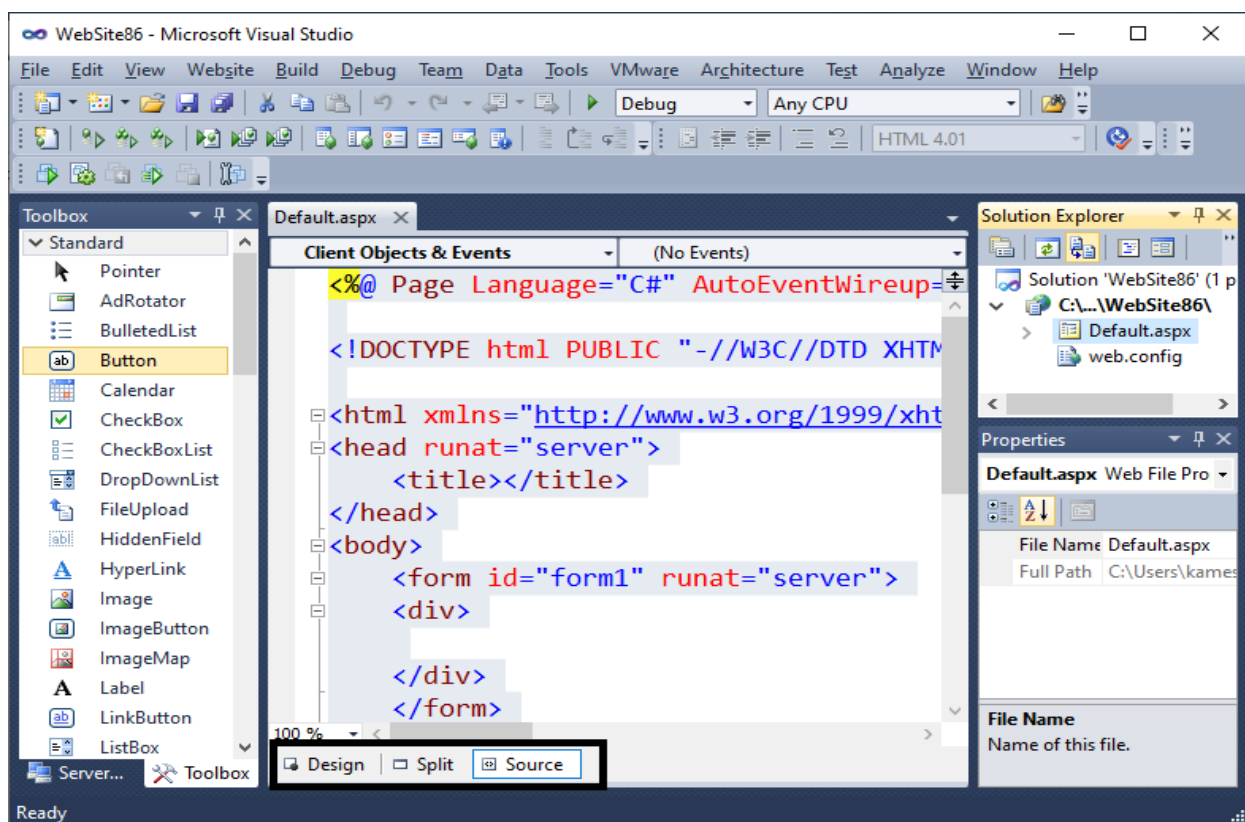 WebSite86 - Microsoft Visual Studio
File Edit View Website Build Debug Team Data Tools VMware Architecture Test Analyze Window Help
Debug Any CPU
HTML 4.01
Toolbox
Standard
Pointer
AdRotator
BulletedList
ab Button
Calendar
CheckBox
CheckBoxList
DropDownList
FileUpload
abl HiddenField
A HyperLink
Image
ImageButton
ImageMap
A Label
ab LinkButton
ListBox
Server... Toolbox
Default.aspx
Client Objects & Events (No Events)
<%@ Page Language="C#" AutoEventWireup=
<!DOCTYPE html PUBLIC "-//W3C//DTD XHTM
<html xmlns="http://www.w3.org/1999/xht
<head runat="server">
<title></title>
</head>
<body>
<form id="form1" runat="server">
<div>
</div>
</form>
100 %
Design Split Source
Solution Explorer
Solution 'WebSite86' (1 p
C:\...\WebSite86\
Default.aspx
web.config
Properties
Default.aspx Web File Pro
File Name Default.aspx
Full Path C:\Users\kames
File Name
Name of this file.
Ready